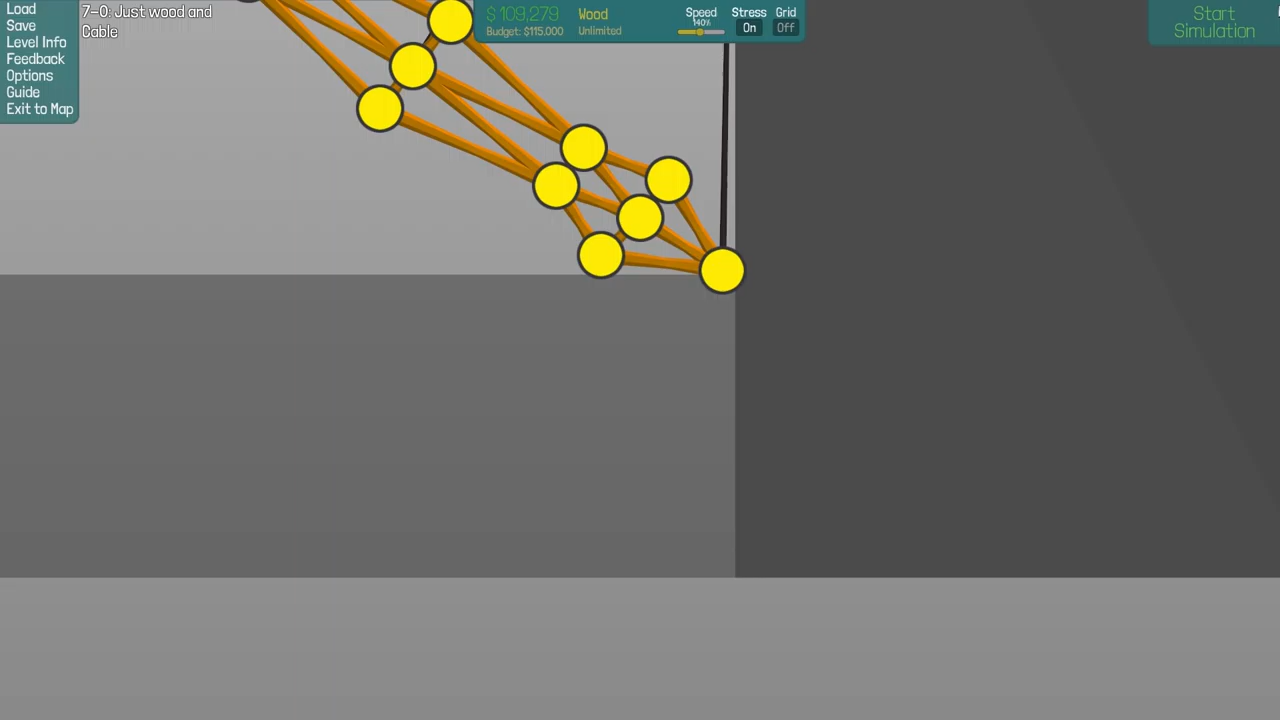 Load
Save
Level Info
Feedback
Options
Guide
Exit to Map
7-0: Just wood and
Cable
$ 109,279
Budget: $115,000
Wood
Unlimited
Speed
140%
Stress
On
Grid
Off
Start
Simulation